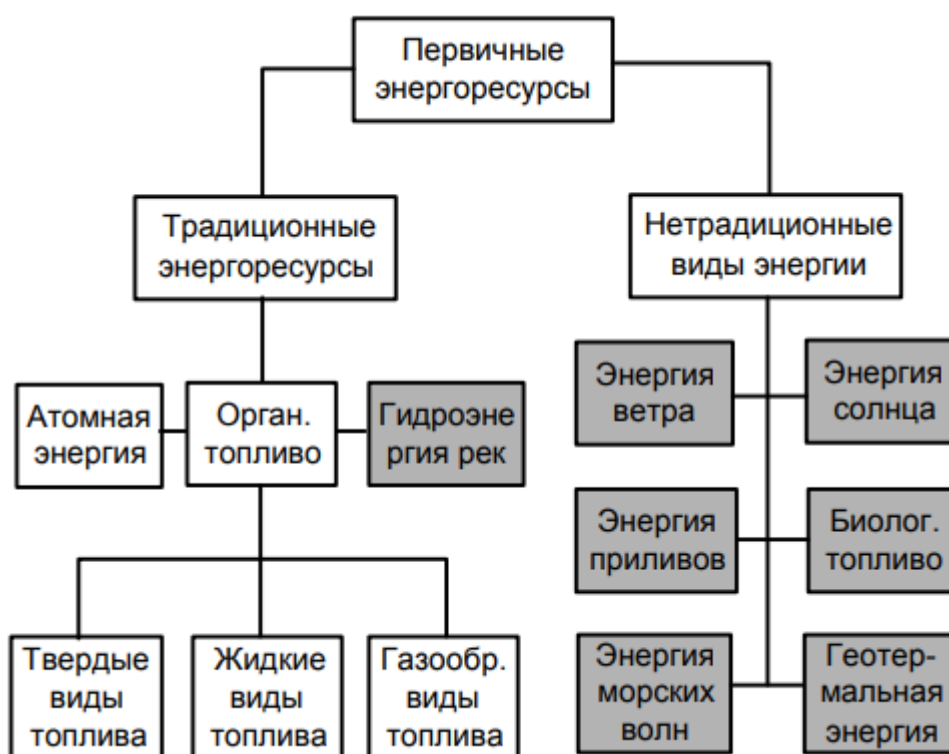 Первичные
энергоресурсы
Традиционные
энергоресурсы
Нетрадиционные
виды энергии
Атомная
энергия
Орган.
топливо
Гидроэне
ргия рек
Энергия
ветра
Энергия
солнца
Энергия
приливов
Биолог.
топливо
Твердые
виды
топлива
Жидкие
виды
топлива
Газообр.
виды
топлива
Энергия
морских
волн
Геотер-
мальная
энергия